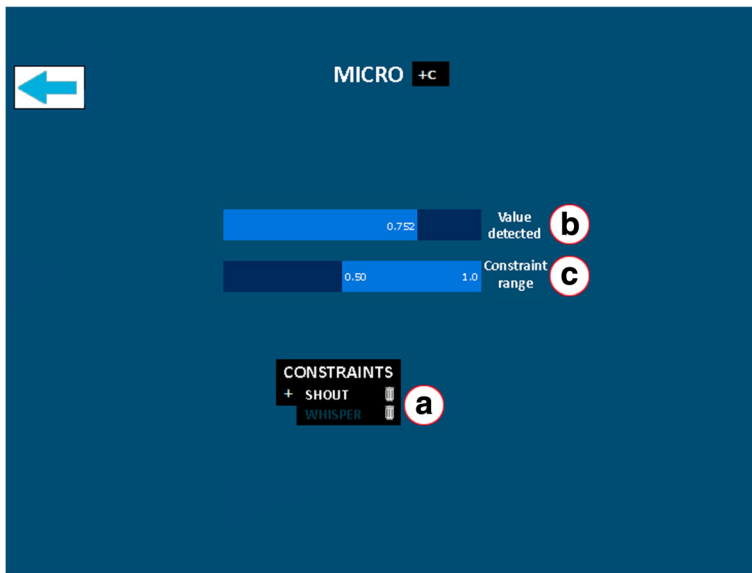 MICRO +C
0.752
Value
detected
b
0.50 1.0
Constraint
range
c
CONSTRAINTS
+ SHOUT
WHISPER
a